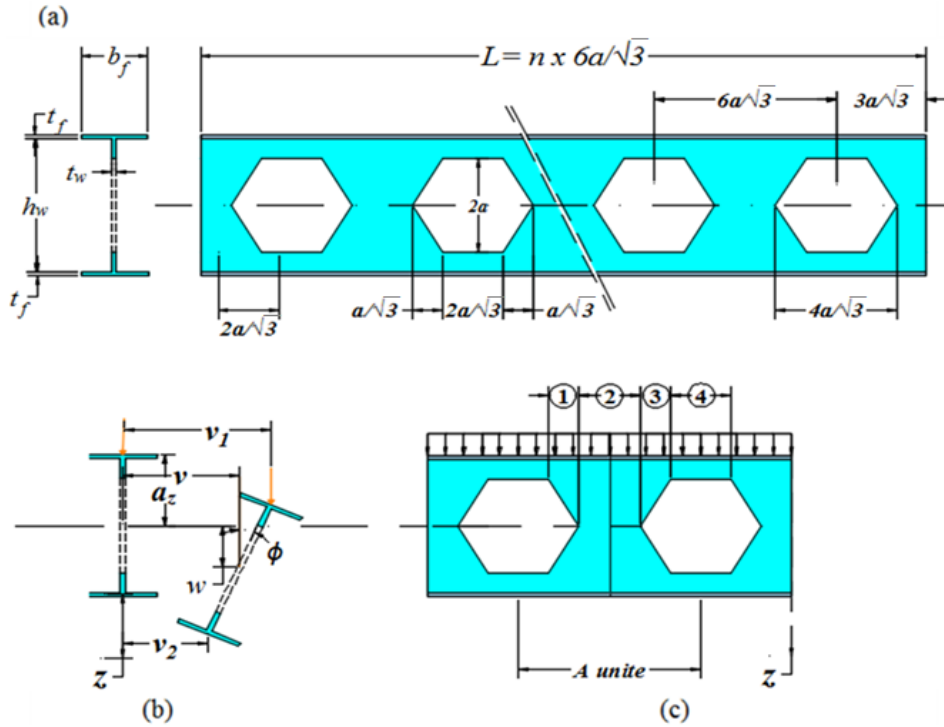 (a)
b_f
L= n x 6a/√3
6a/√3
3a/√3
t_f
t_w
h_w
2a
t_f
2a/√3
a/√3
2a/√3
a/√3
4a/√3
① ② ③ ④
v_1
v
a_z
ϕ
w
v_2
z
A unite
z
(b)
(c)